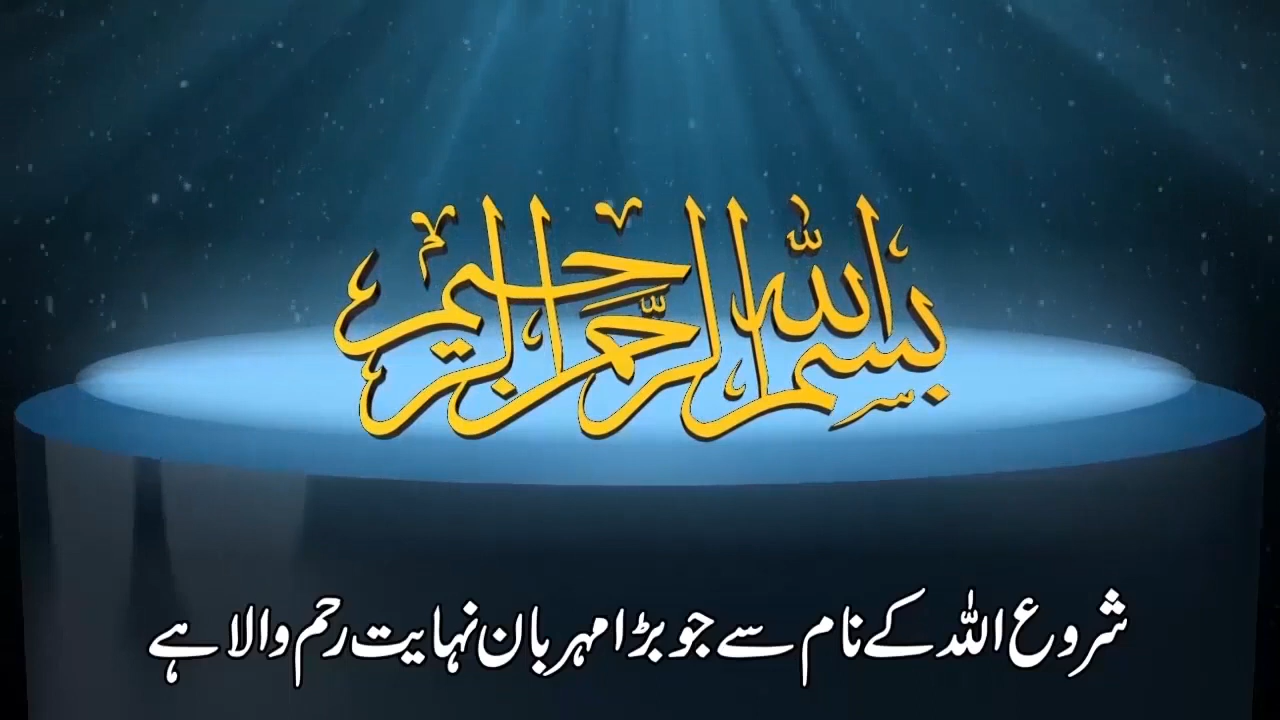 بسم الله الرحمن الرحيم
شروع اللہ کے نام سے جو بڑا مہربان نہایت رحم والا ہے